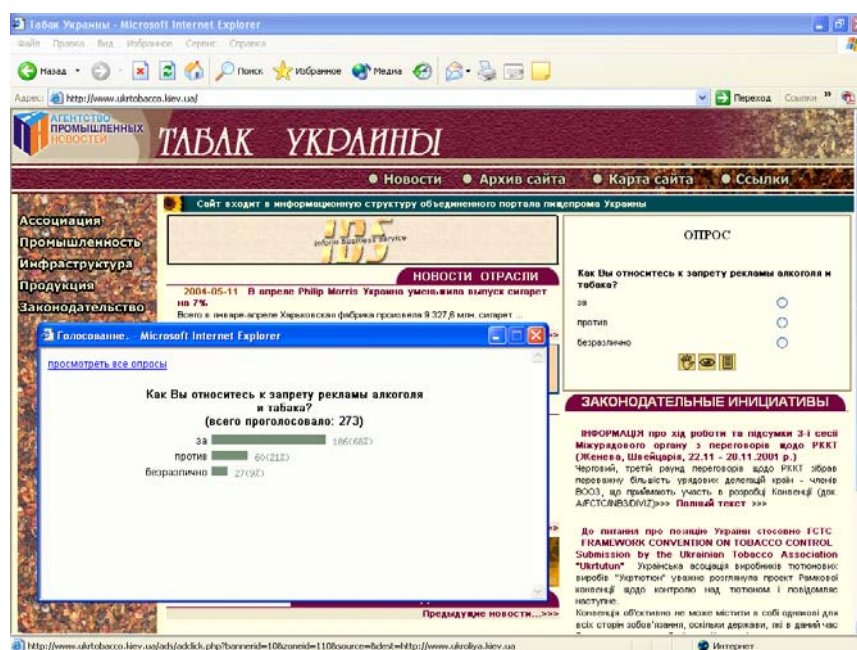 Табак Украины - Microsoft Internet Explorer
Файл Правка Вид Избранное Сервис Справка
Назад Поиск Избранное Медиа
Адрес: http://www.ukrtobacco.kiev.ua/ Переход Ссылки »
АГЕНТСТВО
ПРОМЫШЛЕННЫХ
НОВОСТЕЙ
ТАБАК УКРАИНЫ
Новости Архив сайта Карта сайта Ссылки
Сайт входит в информационную структуру объединенного портала пищепрома Украины
Ассоциация
Промышленность
Инфраструктура
Продукция
Законодательство
IBS
Inform Business Service
НОВОСТИ ОТРАСЛИ
2004-05-11 В апреле Philip Morris Украина уменьшила выпуск сигарет
на 7%
Всего в январе-апреле Харьковская фабрика произвела 9 327,6 млн. сигарет ...
>>
Голосование. - Microsoft Internet Explorer
просмотреть все опросы
Как Вы относитесь к запрету рекламы алкоголя
и табака?
(всего проголосовало: 273)
за 186(68%)
против 60(21%)
безразлично 27(9%)
Предыдущие новости...>>>
ОПРОС
Как Вы относитесь к запрету рекламы алкоголя и
табака?
за
против
безразлично
ЗАКОНОДАТЕЛЬНЫЕ ИНИЦИАТИВЫ
ІНФОРМАЦІЯ про хід роботи та підсумки 3-ї сесії
Міжурядового органу з переговорів щодо РККТ
(Женева, Швейцарія, 22.11 - 28.11.2001 р.)
Черговий, третій раунд переговорів щодо РККТ зібрав
переважну більшість урядових делегацій країн - членів
ВООЗ, що приймають участь в розробці Конвенції (док.
A/FCTC/INB3/DIV/2)>>> Полный текст >>>
До питання про позицію України стосовно FCTC
FRAMEWORK CONVENTION ON TOBACCO CONTROL
Submission by the Ukrainian Tobacco Association
"Ukrtutun" Українська асоціація виробників тютюнових
виробів "Укртютюн" уважно розглянула проект Рамкової
конвенції щодо контролю над тютюном і повідомляє
наступне.
Конвенція об'єктивно не може містити в собі однакові для
всіх сторін зобов'язання, оскільки держави, які в даний час
http://www.ukrtobacco.kiev.ua/ads/adclick.php?bannerid=10&zoneid=110&source=&dest=http://www.ukroliya.kiev.ua
Интернет